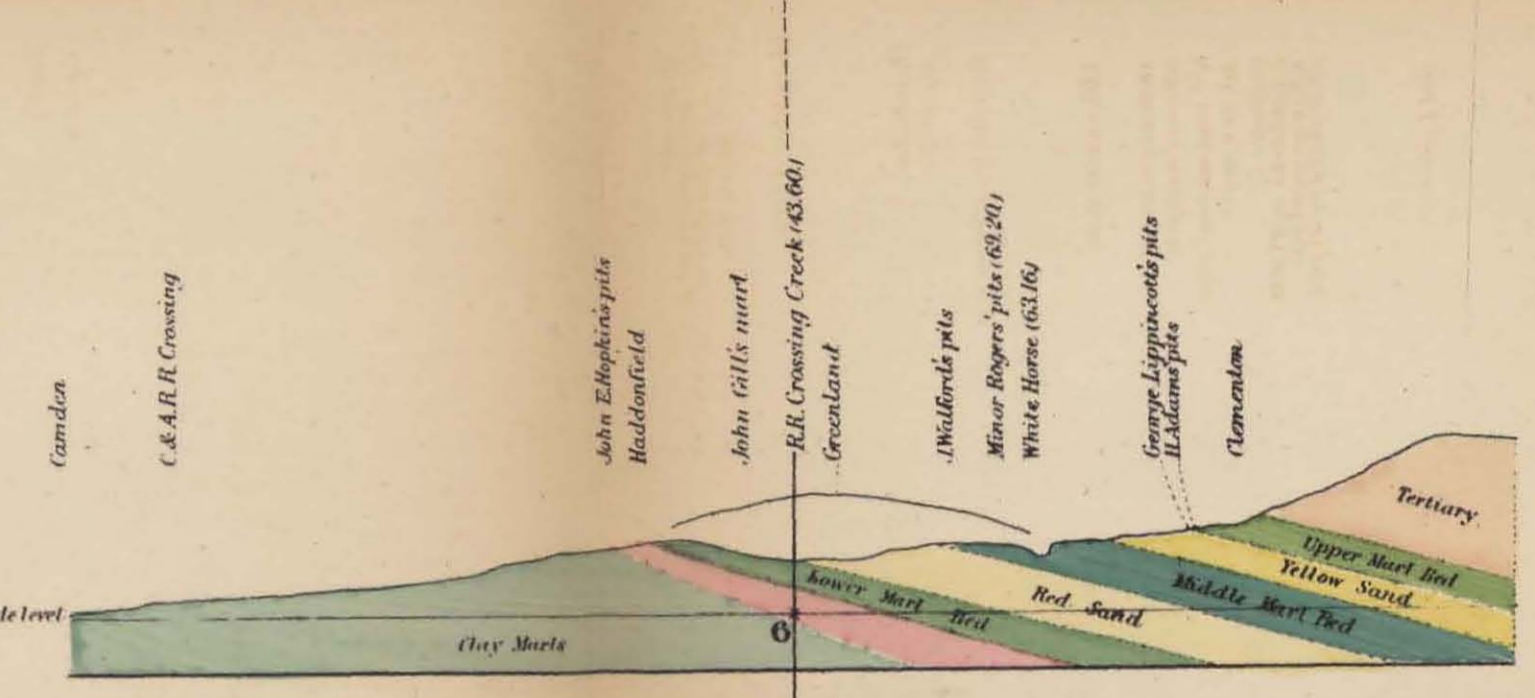 Camden
C. & A. R. R. Crossing
John E. Hopkin's pits
Haddonfield
John Gill's marl
R.R. Crossing Creek (43.60.)
Greenland
J. Walford's pits
Minor Rogers' pits (69.20)
White Horse (63.16)
George Lippincott's pits
H. Adams pits
Clementon
Tertiary
Upper Marl Bed
Yellow Sand
Middle Marl Bed
Red Sand
Lower Marl Bed
de level
6
Clay Marls